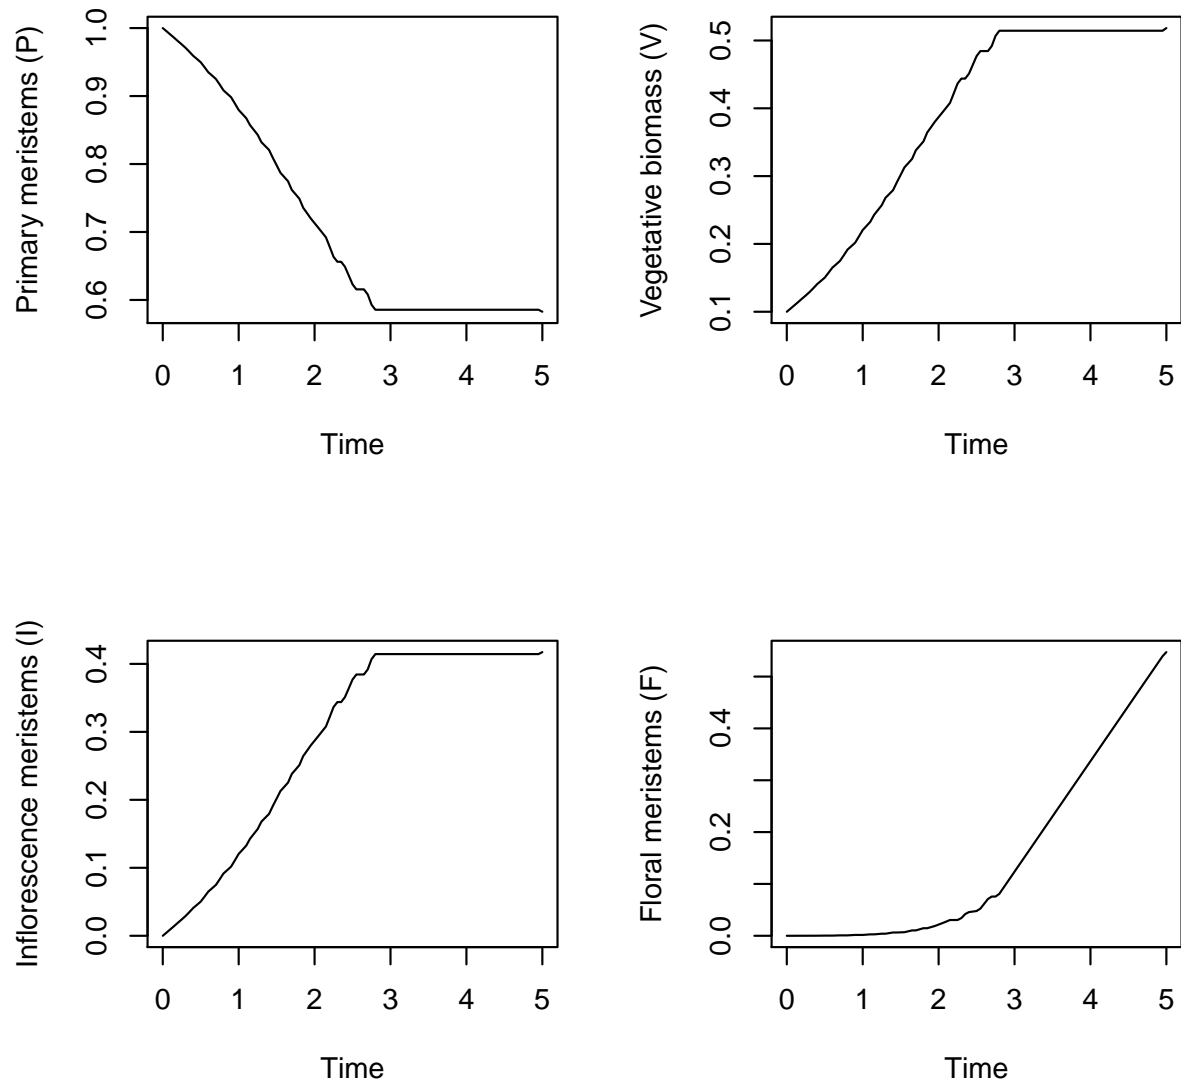 Primary meristems (P)
1.0
0.9
0.8
0.7
0.6
0 1 2 3 4 5
Time
Vegetative biomass (V)
0.5
0.4
0.3
0.2
0.1
0 1 2 3 4 5
Time
Inflorescence meristems (I)
0.4
0.3
0.2
0.1
0.0
0 1 2 3 4 5
Time
Floral meristems (F)
0.4
0.2
0.0
0 1 2 3 4 5
Time